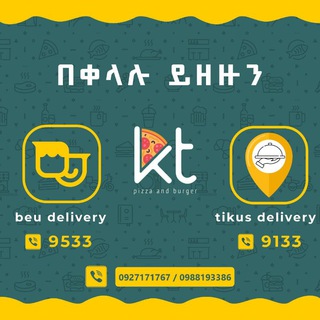 በቀላሉ ይዘዙን
kt
pizza and burger
beu delivery
9533
tikus delivery
9133
0927171767 / 0988193386